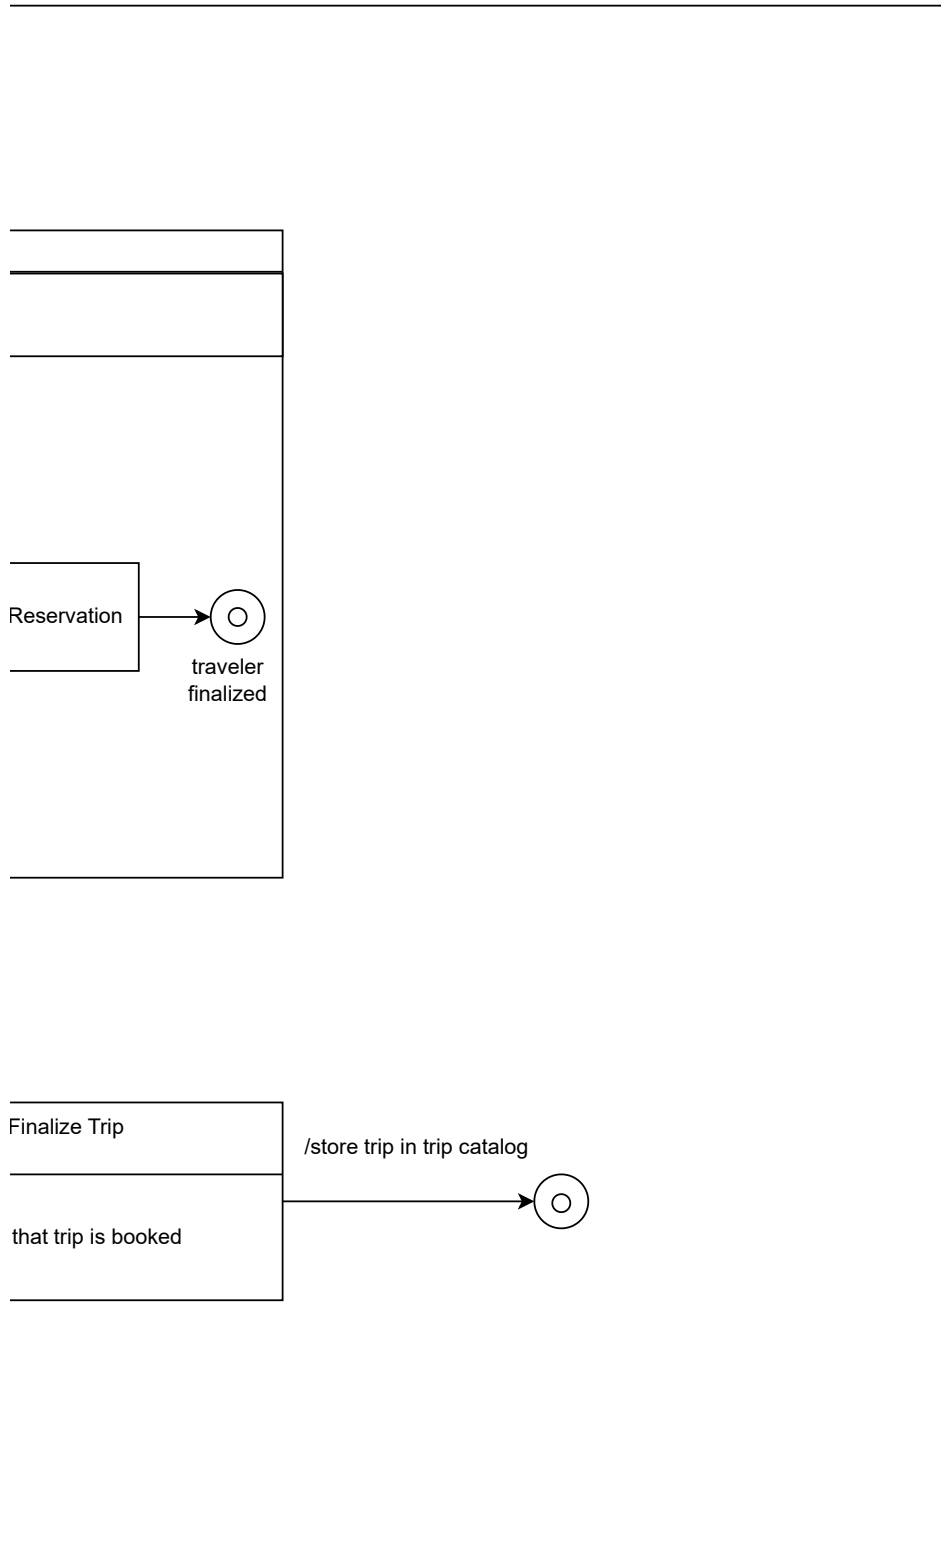 Reservation
traveler
finalized
Finalize Trip
/store trip in trip catalog
that trip is booked